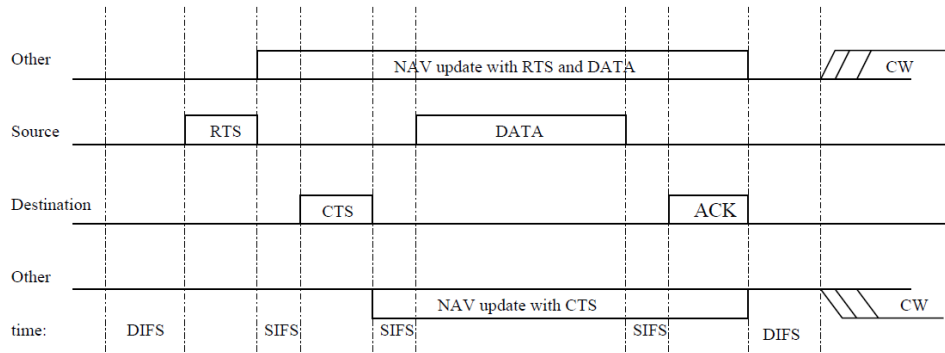 Other
NAV update with RTS and DATA
CW
Source
RTS
DATA
Destination
CTS
ACK
Other
NAV update with CTS
CW
time:
DIFS
SIFS
SIFS
SIFS
DIFS